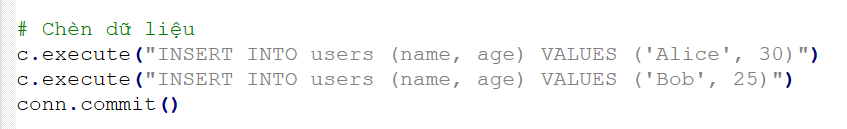 # Chèn dữ liệu
c.execute("INSERT INTO users (name, age) VALUES ('Alice', 30)")
c.execute("INSERT INTO users (name, age) VALUES ('Bob', 25)")
conn.commit()